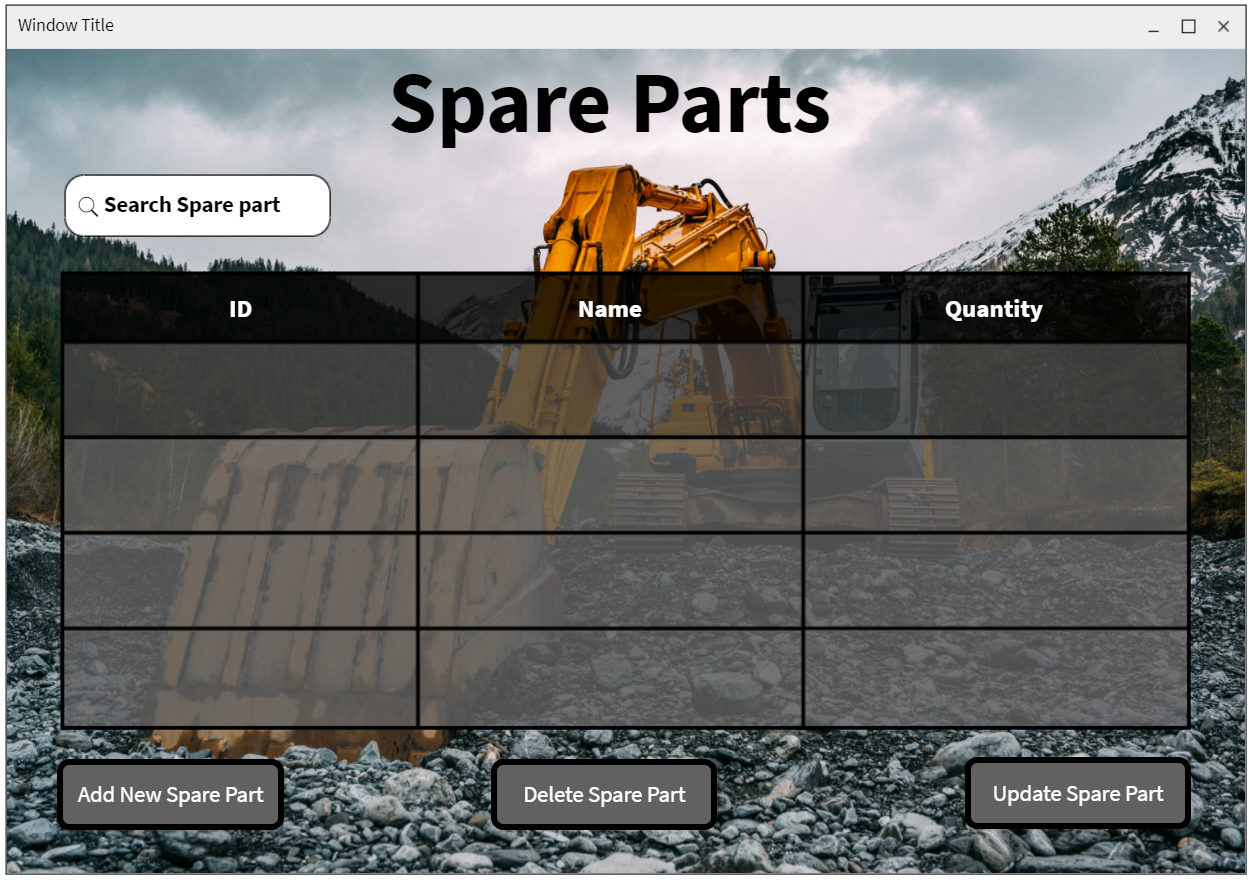 Window Title
Spare Parts
Search Spare part
ID Name Quantity
Add New Spare Part Delete Spare Part Update Spare Part